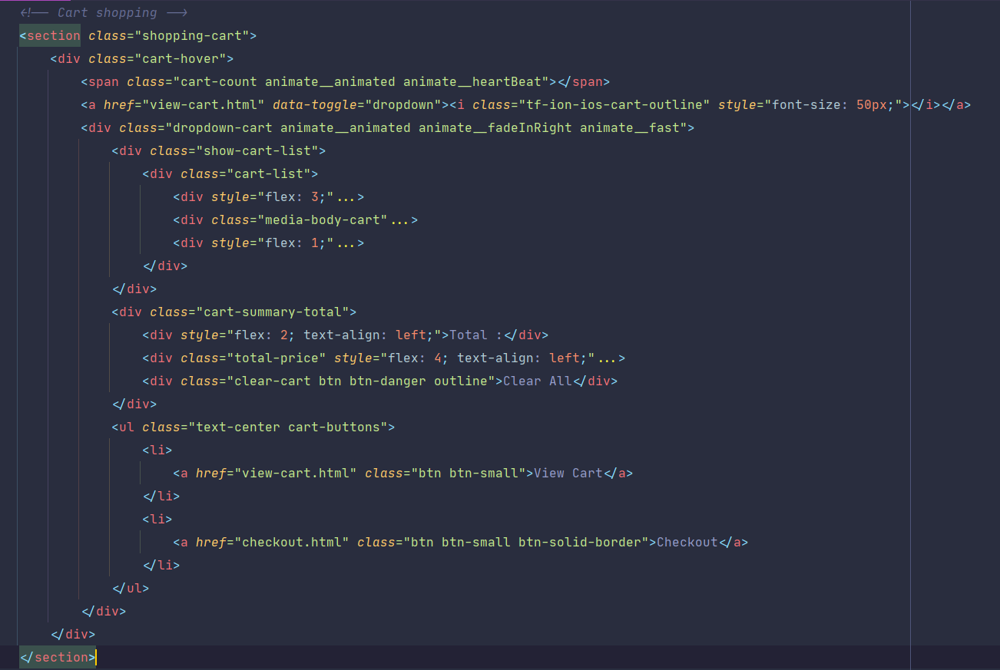 <!-- Cart shopping -->
<section class="shopping-cart">
    <div class="cart-hover">
        <span class="cart-count animate__animated animate__heartBeat"></span>
        <a href="view-cart.html" data-toggle="dropdown"><i class="tf-ion-ios-cart-outline" style="font-size: 50px;"></i></a>
        <div class="dropdown-cart animate__animated animate__fadeInRight animate__fast">
            <div class="show-cart-list">
                <div class="cart-list">
                    <div style="flex: 3;"...>
                    <div class="media-body-cart"...>
                    <div style="flex: 1;"...>
                </div>
            </div>
            <div class="cart-summary-total">
                <div style="flex: 2; text-align: left;">Total :</div>
                <div class="total-price" style="flex: 4; text-align: left;"...>
                <div class="clear-cart btn btn-danger outline">Clear All</div>
            </div>
            <ul class="text-center cart-buttons">
                <li>
                    <a href="view-cart.html" class="btn btn-small">View Cart</a>
                </li>
                <li>
                    <a href="checkout.html" class="btn btn-small btn-solid-border">Checkout</a>
                </li>
            </ul>
        </div>
    </div>
</section>